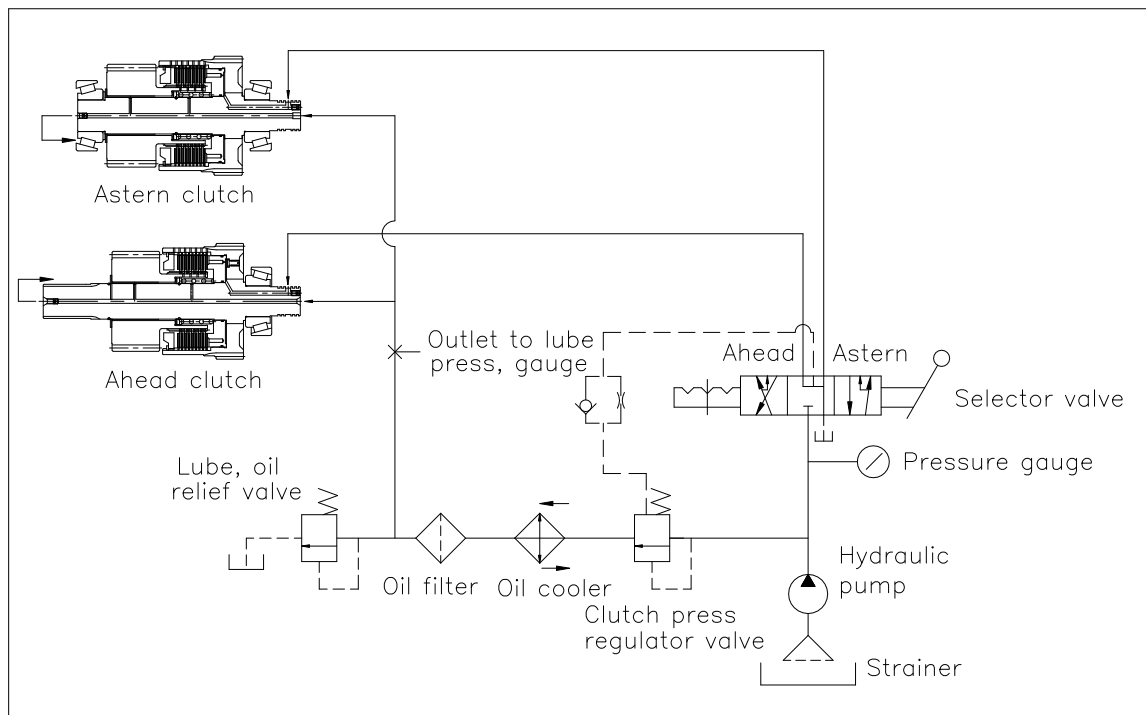 Astern clutch
Ahead clutch
Outlet to lube
press, gauge
Ahead
Astern
Selector valve
Pressure gauge
Lube, oil
relief valve
Oil filter
Oil cooler
Clutch press
regulator valve
Hydraulic
pump
Strainer